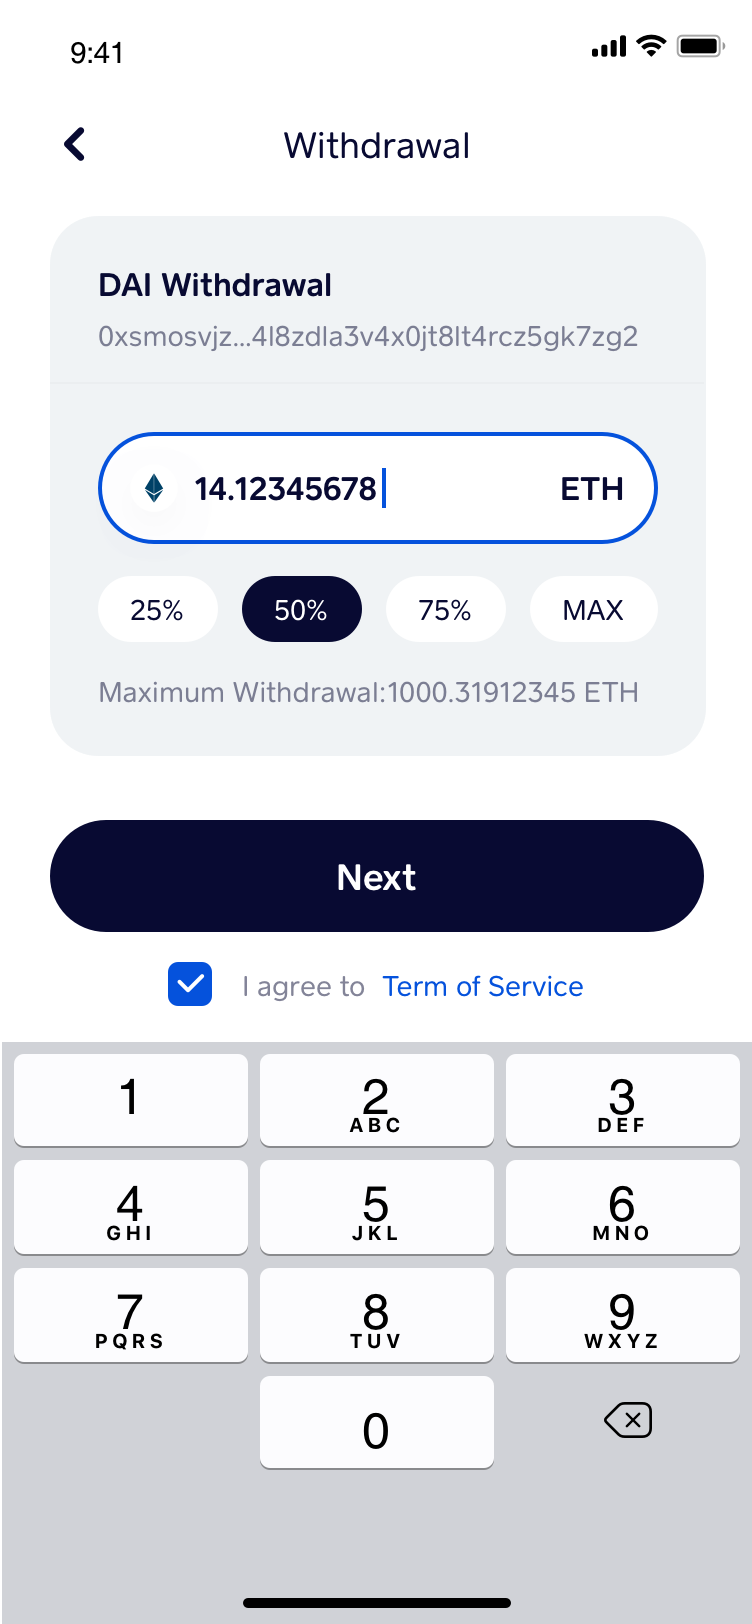 9:41
Withdrawal
DAI Withdrawal
0xsmosvjz...4l8zdla3v4x0jt8lt4rcz5gk7zg2
14.12345678 ETH
25% 50% 75% MAX
Maximum Withdrawal:1000.31912345 ETH
Next
I agree to Term of Service
1 2 3
ABC DEF
4 5 6
GHI JKL MNO
7 8 9
PQRS TUV WXYZ
0